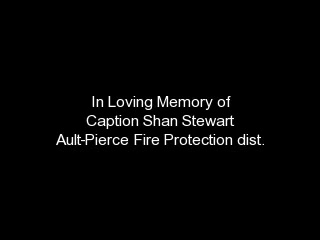 In Loving Memory of
Caption Shan Stewart
Ault-Pierce Fire Protection dist.